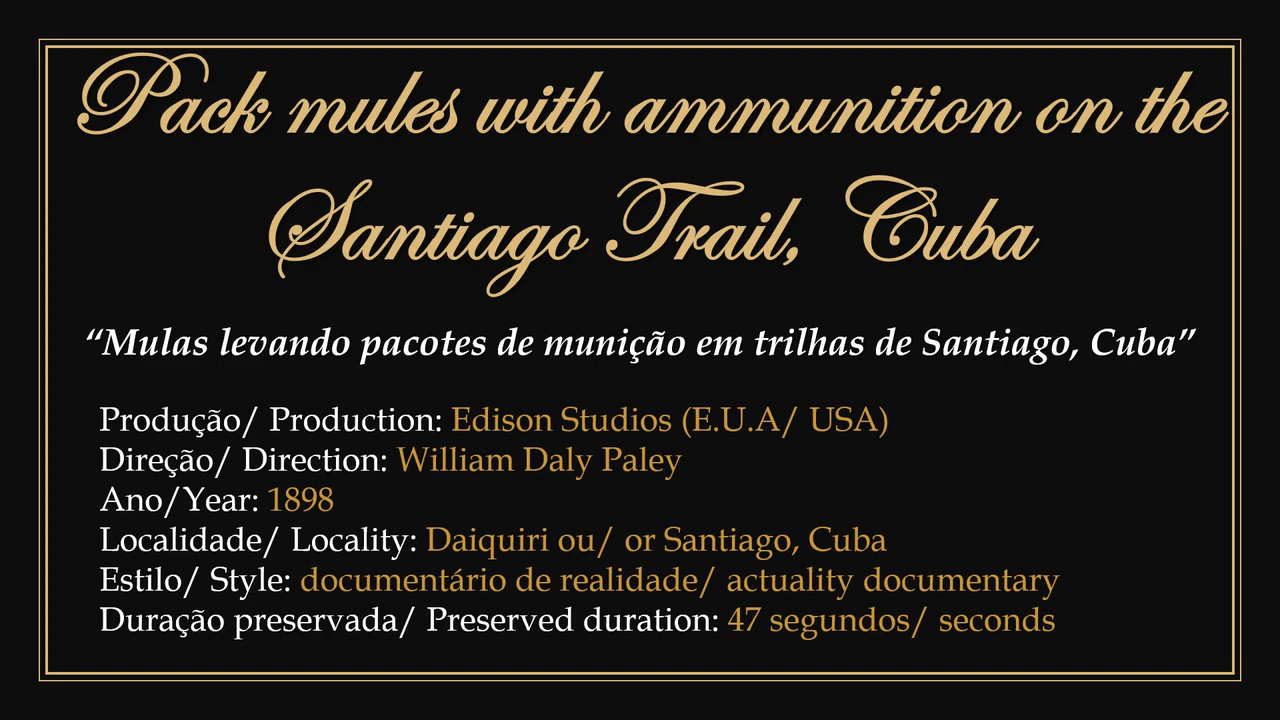 Pack mules with ammunition on the
Santiago Trail, Cuba
“Mulas levando pacotes de munição em trilhas de Santiago, Cuba”
Produção/ Production: Edison Studios (E.U.A/ USA)
Direção/ Direction: William Daly Paley
Ano/Year: 1898
Localidade/ Locality: Daiquiri ou/ or Santiago, Cuba
Estilo/ Style: documentário de realidade/ actuality documentary
Duração preservada/ Preserved duration: 47 segundos/ seconds